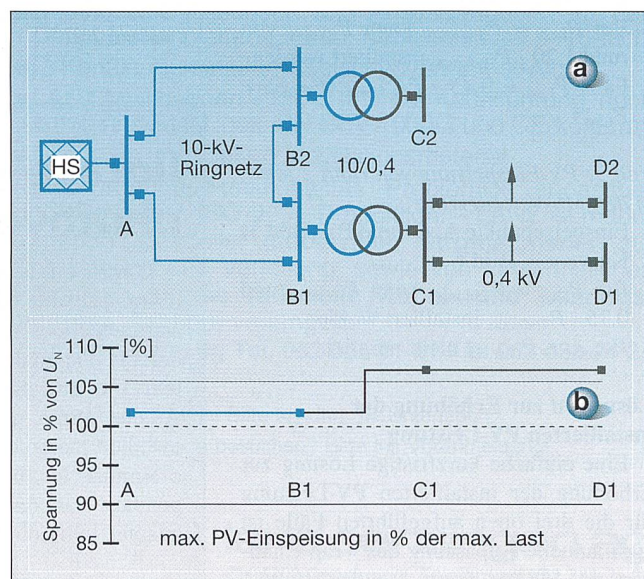 a
HS
A
10-kV-
Ringnetz
B2
10/0,4
C2
D2
B1
C1
0,4 kV
D1
Spannung in % von U_N
[%]
110
105
100
95
90
85
b
A
B1
C1
D1
max. PV-Einspeisung in % der max. Last